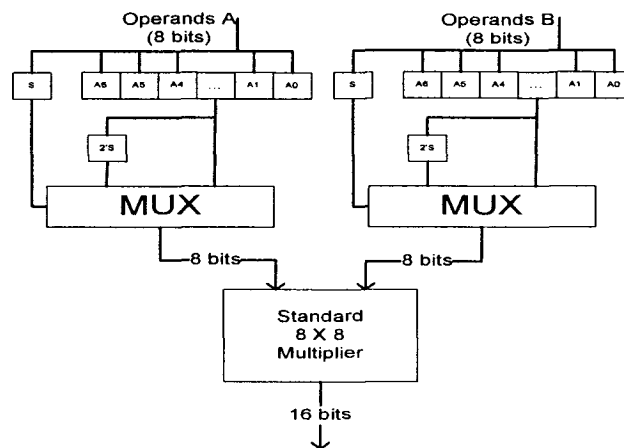 Operands A
(8 bits)
Operands B
(8 bits)
S
A6
A5
A4
...
A1
A0
S
A6
A5
A4
...
A1
A0
2'S
2'S
MUX
MUX
8 bits
8 bits
Standard
8 X 8
Multiplier
16 bits